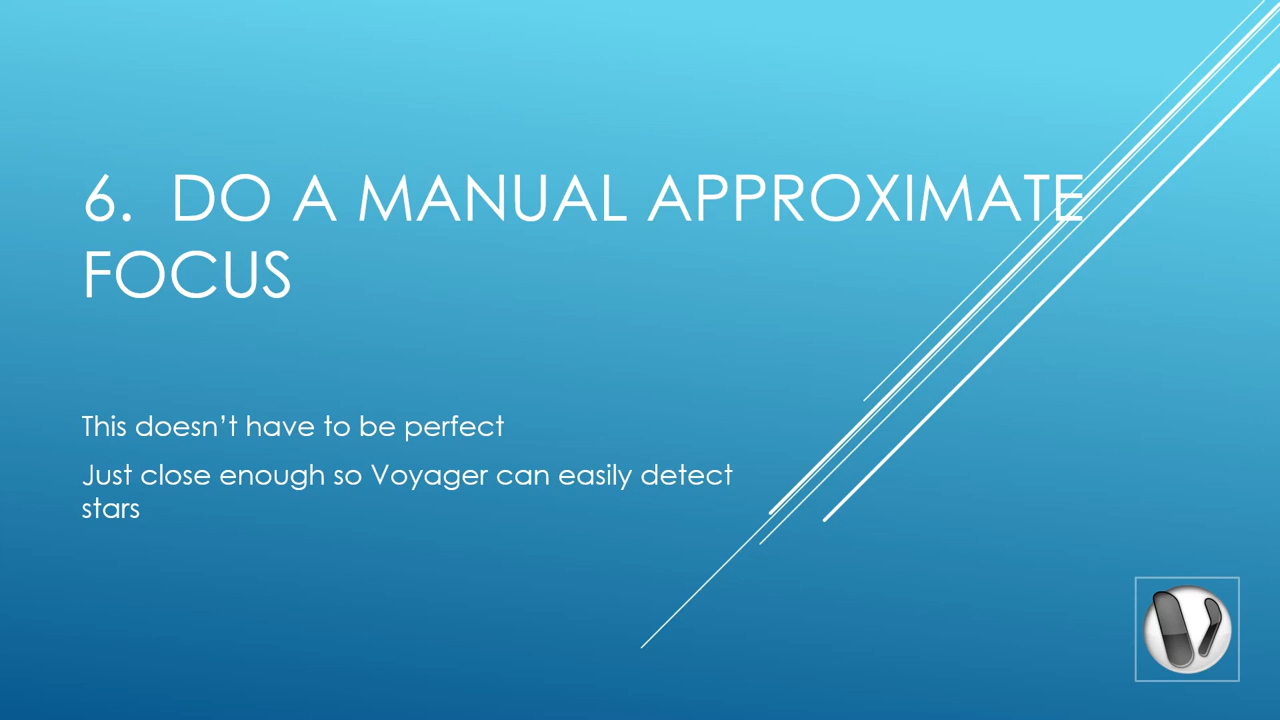 6.  DO A MANUAL APPROXIMATE
FOCUS
This doesn’t have to be perfect
Just close enough so Voyager can easily detect
stars